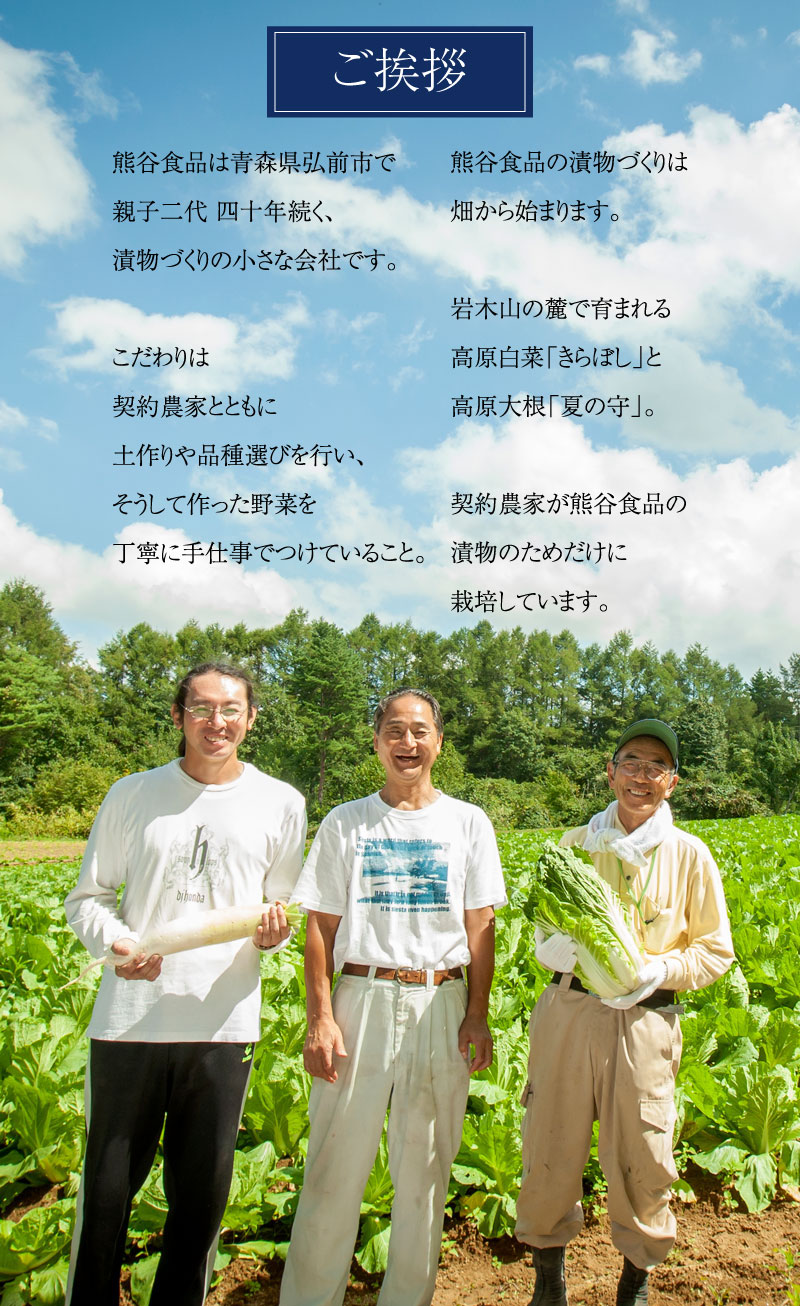 ご挨拶
熊谷食品は青森県弘前市で
親子二代 四十年続く、
漬物づくりの小さな会社です。
こだわりは
契約農家とともに
土作りや品種選びを行い、
そうして作った野菜を
丁寧に手仕事でつけていること。
熊谷食品の漬物づくりは
畑から始まります。
岩木山の麓で育まれる
高原白菜「きらぼし」と
高原大根「夏の守」。
契約農家が熊谷食品の
漬物のためだけに
栽培しています。
h